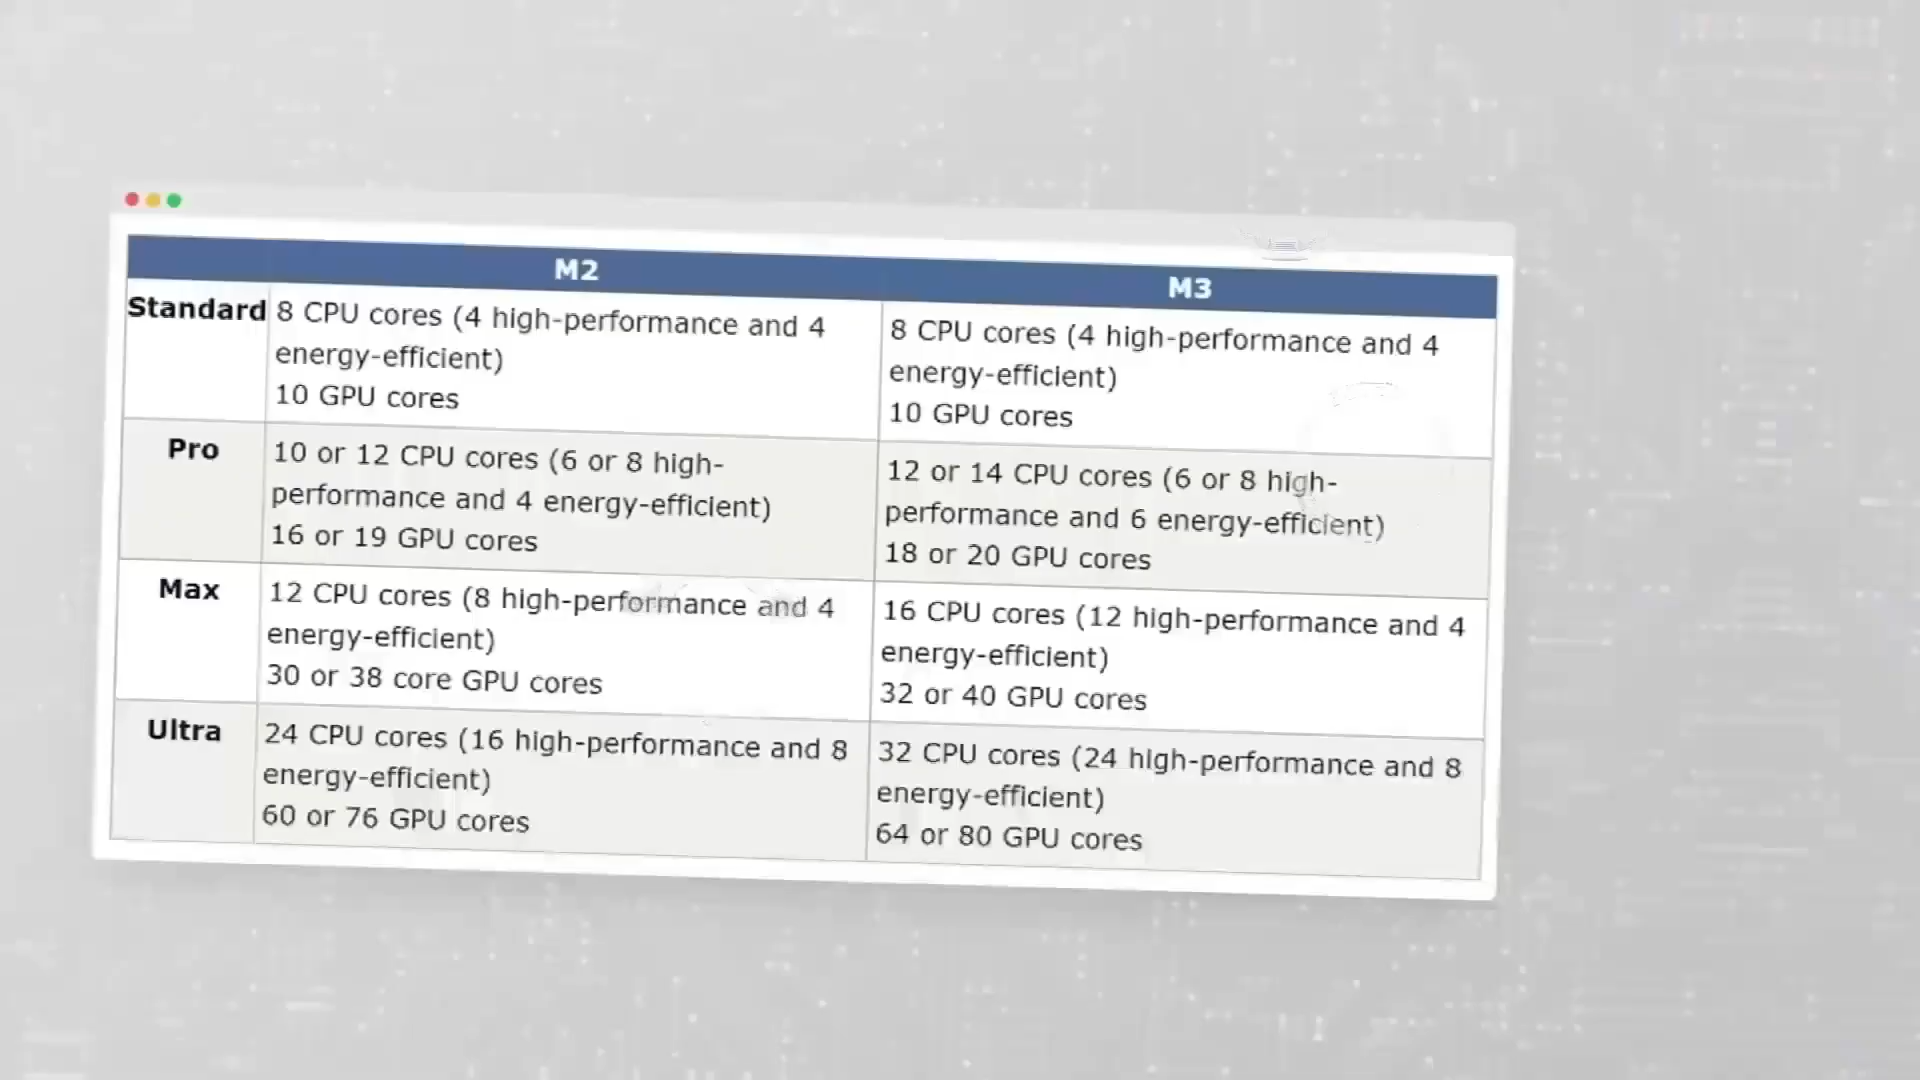 M2
M3
Standard
8 CPU cores (4 high-performance and 4
energy-efficient)
10 GPU cores
8 CPU cores (4 high-performance and 4
energy-efficient)
10 GPU cores
Pro
10 or 12 CPU cores (6 or 8 high-
performance and 4 energy-efficient)
16 or 19 GPU cores
12 or 14 CPU cores (6 or 8 high-
performance and 6 energy-efficient)
18 or 20 GPU cores
Max
12 CPU cores (8 high-performance and 4
energy-efficient)
30 or 38 core GPU cores
16 CPU cores (12 high-performance and 4
energy-efficient)
32 or 40 GPU cores
Ultra
24 CPU cores (16 high-performance and 8
energy-efficient)
60 or 76 GPU cores
32 CPU cores (24 high-performance and 8
energy-efficient)
64 or 80 GPU cores